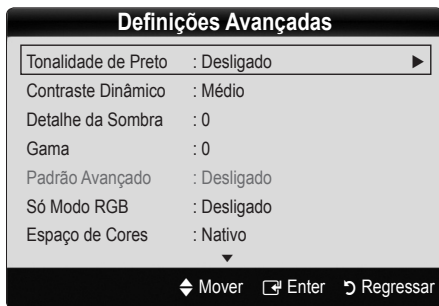 Definições Avançadas
Tonalidade de Preto : Desligado
Contraste Dinâmico : Médio
Detalhe da Sombra : 0
Gama : 0
Padrão Avançado : Desligado
Só Modo RGB : Desligado
Espaço de Cores : Nativo
Mover Enter Regressar